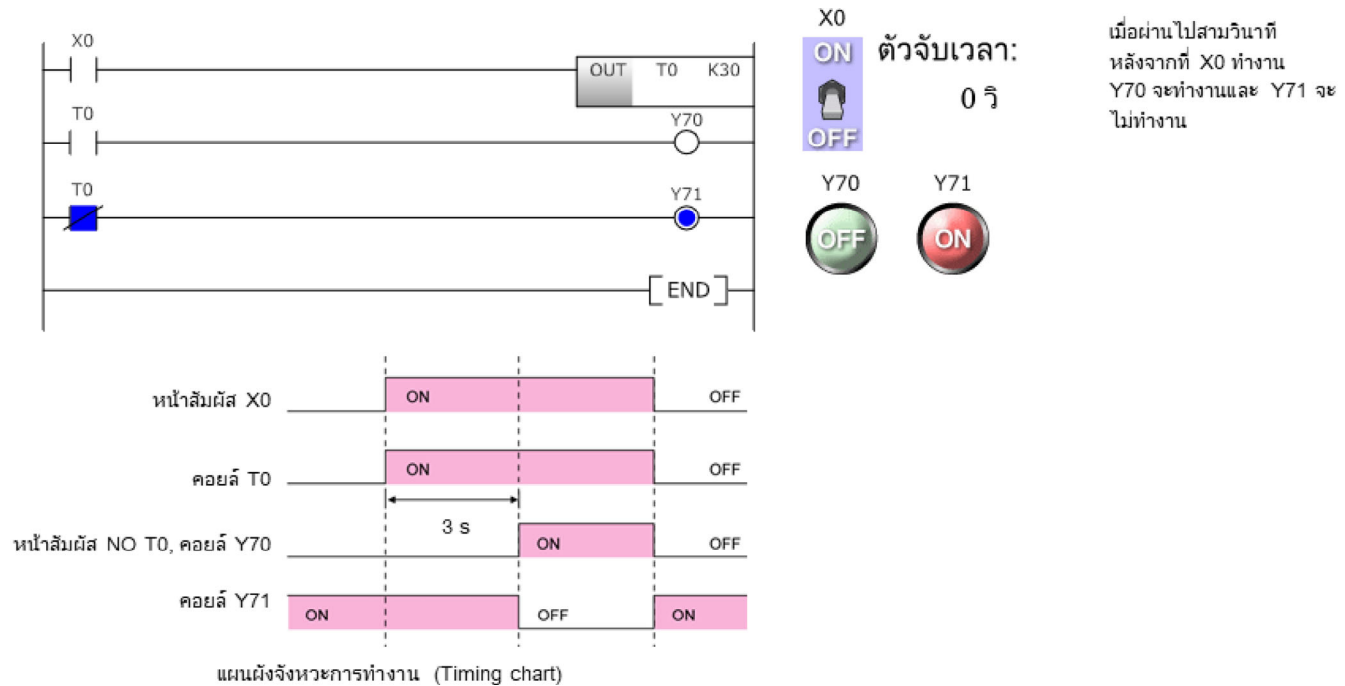 X0
OUT T0 K30
T0
Y70
T0
Y71
END
X0
ON
OFF
ตัวจับเวลา:
0 วิ
Y70
Y71
OFF
ON
เมื่อผ่านไปสามวินาที
หลังจากที่ X0 ทำงาน
Y70 จะทำงานและ Y71 จะ
ไม่ทำงาน
หน้าสัมผัส X0
ON
OFF
คอยล์ T0
ON
OFF
3 s
หน้าสัมผัส NO T0, คอยล์ Y70
ON
OFF
คอยล์ Y71
ON
OFF
ON
แผนผังจังหวะการทำงาน (Timing chart)